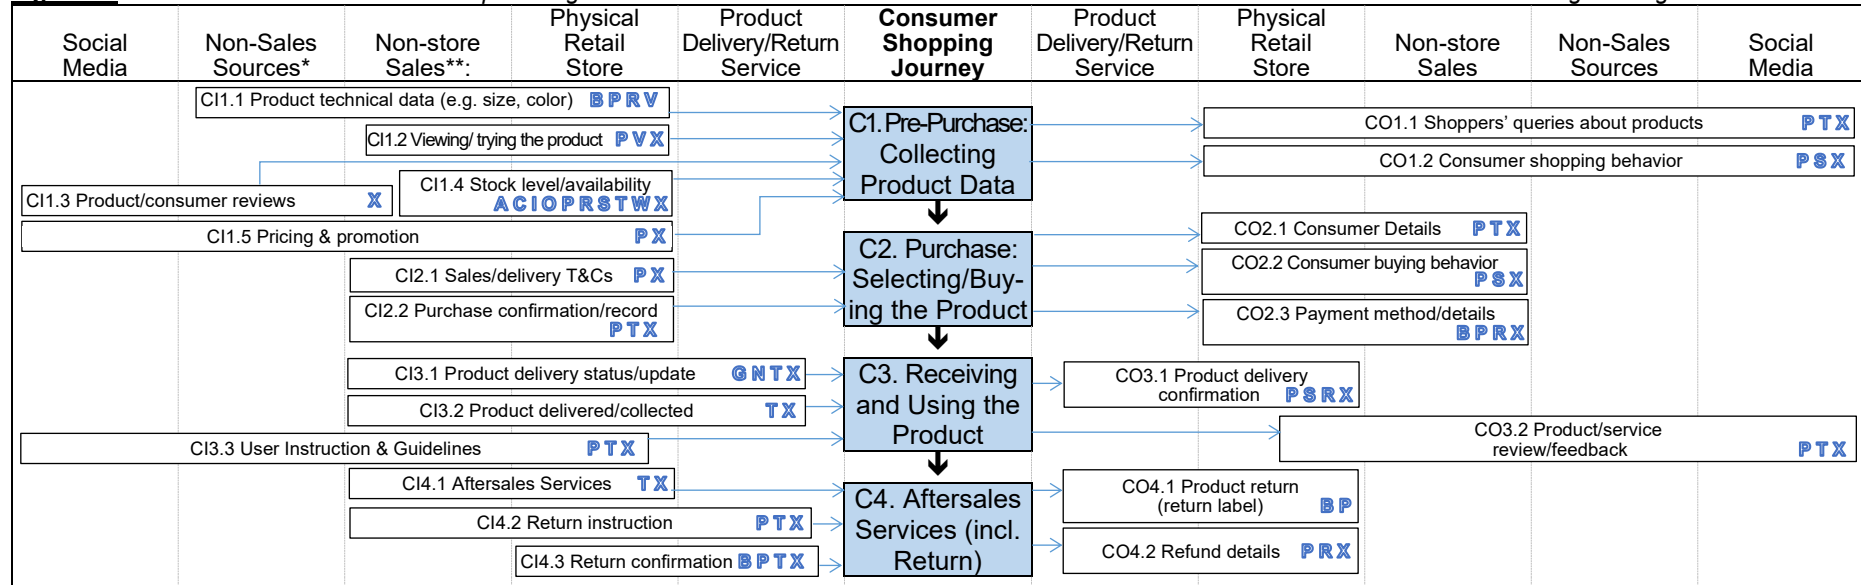 Social
Media
Non-Sales
Sources*
Non-store
Sales**:
Physical
Retail
Store
Product
Delivery/Return
Service
Consumer
Shopping
Journey
Product
Delivery/Return
Service
Physical
Retail
Store
Non-store
Sales
Non-Sales
Sources
Social
Media
CI1.1 Product technical data (e.g. size, color) B P R V
CI1.2 Viewing/ trying the product P V X
CI1.3 Product/consumer reviews X
CI1.4 Stock level/availability
A C I O P R S T W X
CI1.5 Pricing & promotion P X
C1. Pre-Purchase:
Collecting
Product Data
CO1.1 Shoppers' queries about products P T X
CO1.2 Consumer shopping behavior P S X
CI2.1 Sales/delivery T&Cs P X
CI2.2 Purchase confirmation/record
P T X
C2. Purchase:
Selecting/Buy-
ing the Product
CO2.1 Consumer Details P T X
CO2.2 Consumer buying behavior
P S X
CO2.3 Payment method/details
B P R X
CI3.1 Product delivery status/update G N T X
CI3.2 Product delivered/collected T X
CI3.3 User Instruction & Guidelines P T X
C3. Receiving
and Using the
Product
CO3.1 Product delivery
confirmation P S R X
CO3.2 Product/service
review/feedback P T X
CI4.1 Aftersales Services T X
CI4.2 Return instruction P T X
CI4.3 Return confirmation B P T X
C4. Aftersales
Services (incl.
Return)
CO4.1 Product return
(return label) B P
CO4.2 Refund details P R X